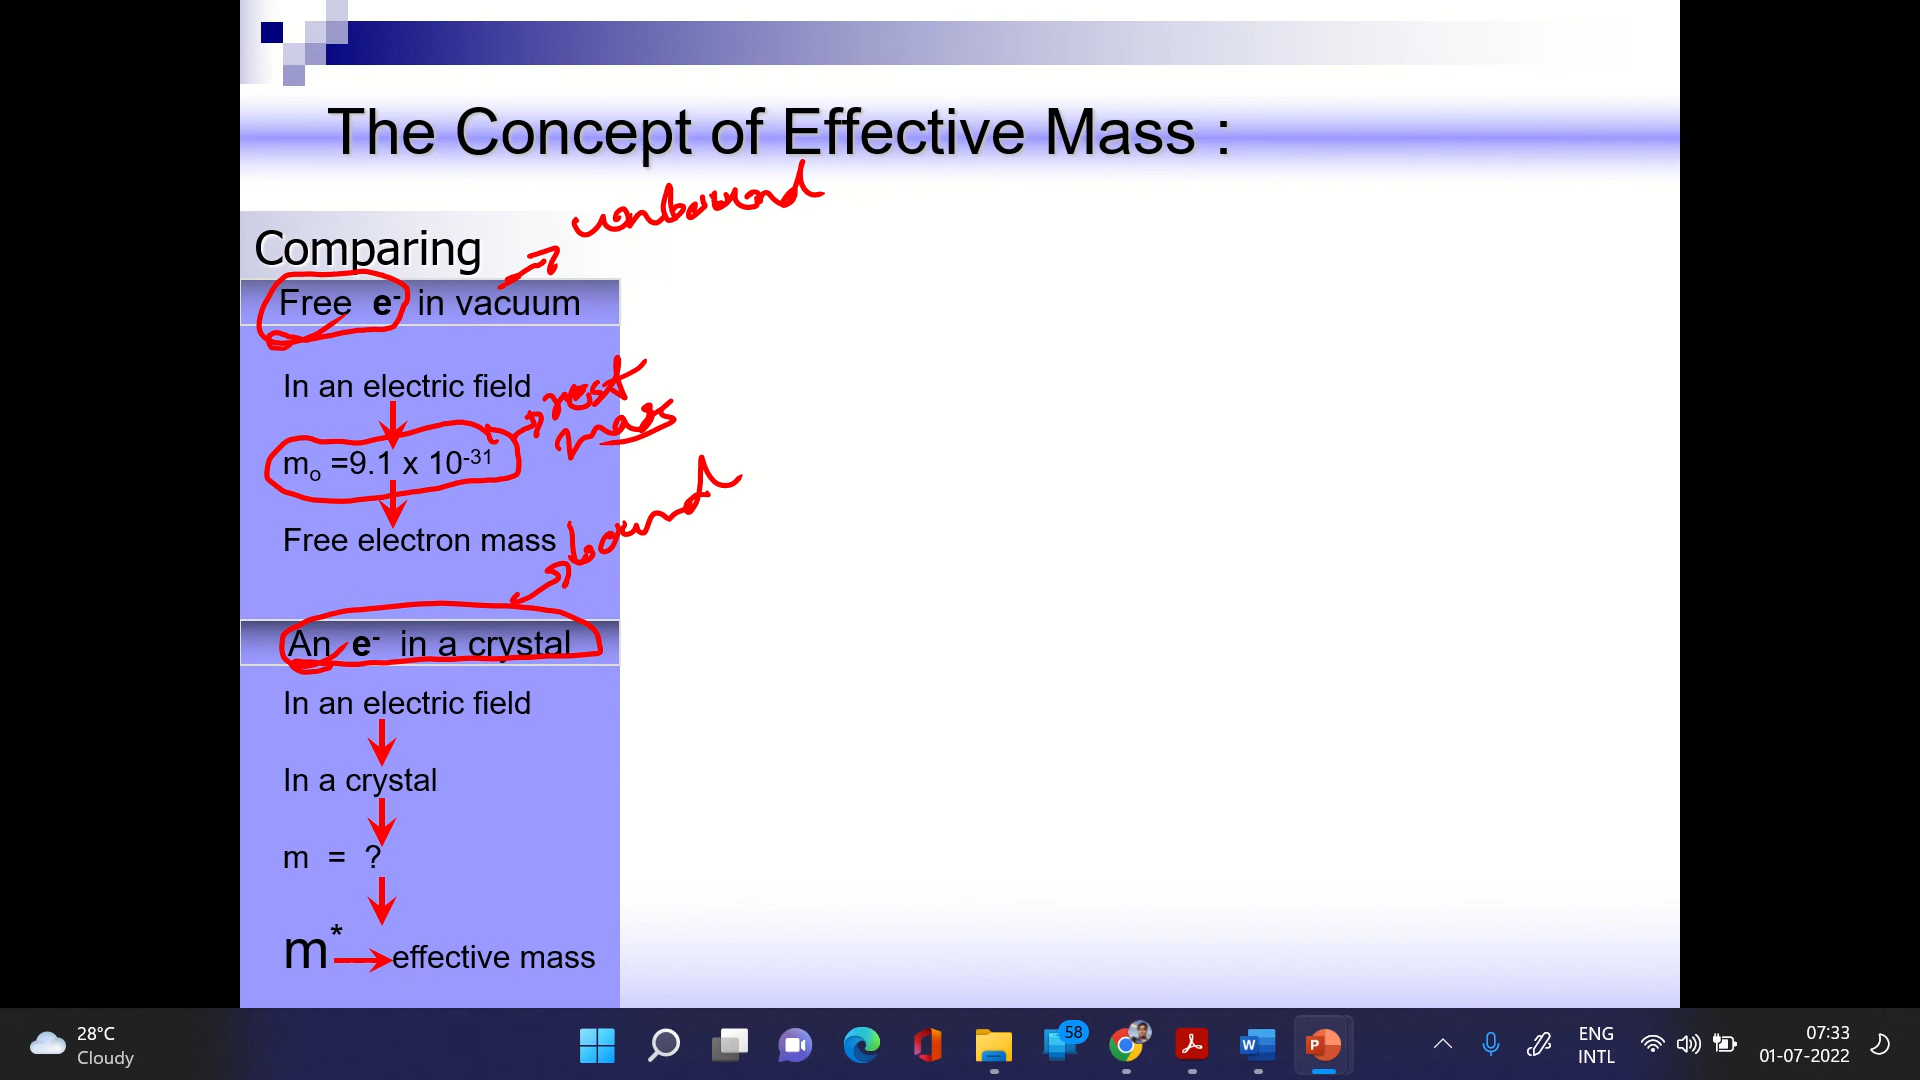 The Concept of Effective Mass :
unbound
Comparing
Free e- in vacuum
In an electric field
rest
mass
mo =9.1 x 10-31
Free electron mass
bound
An e- in a crystal
In an electric field
In a crystal
m = ?
m* effective mass
28°C
Cloudy
58
ENG
INTL
07:33
01-07-2022